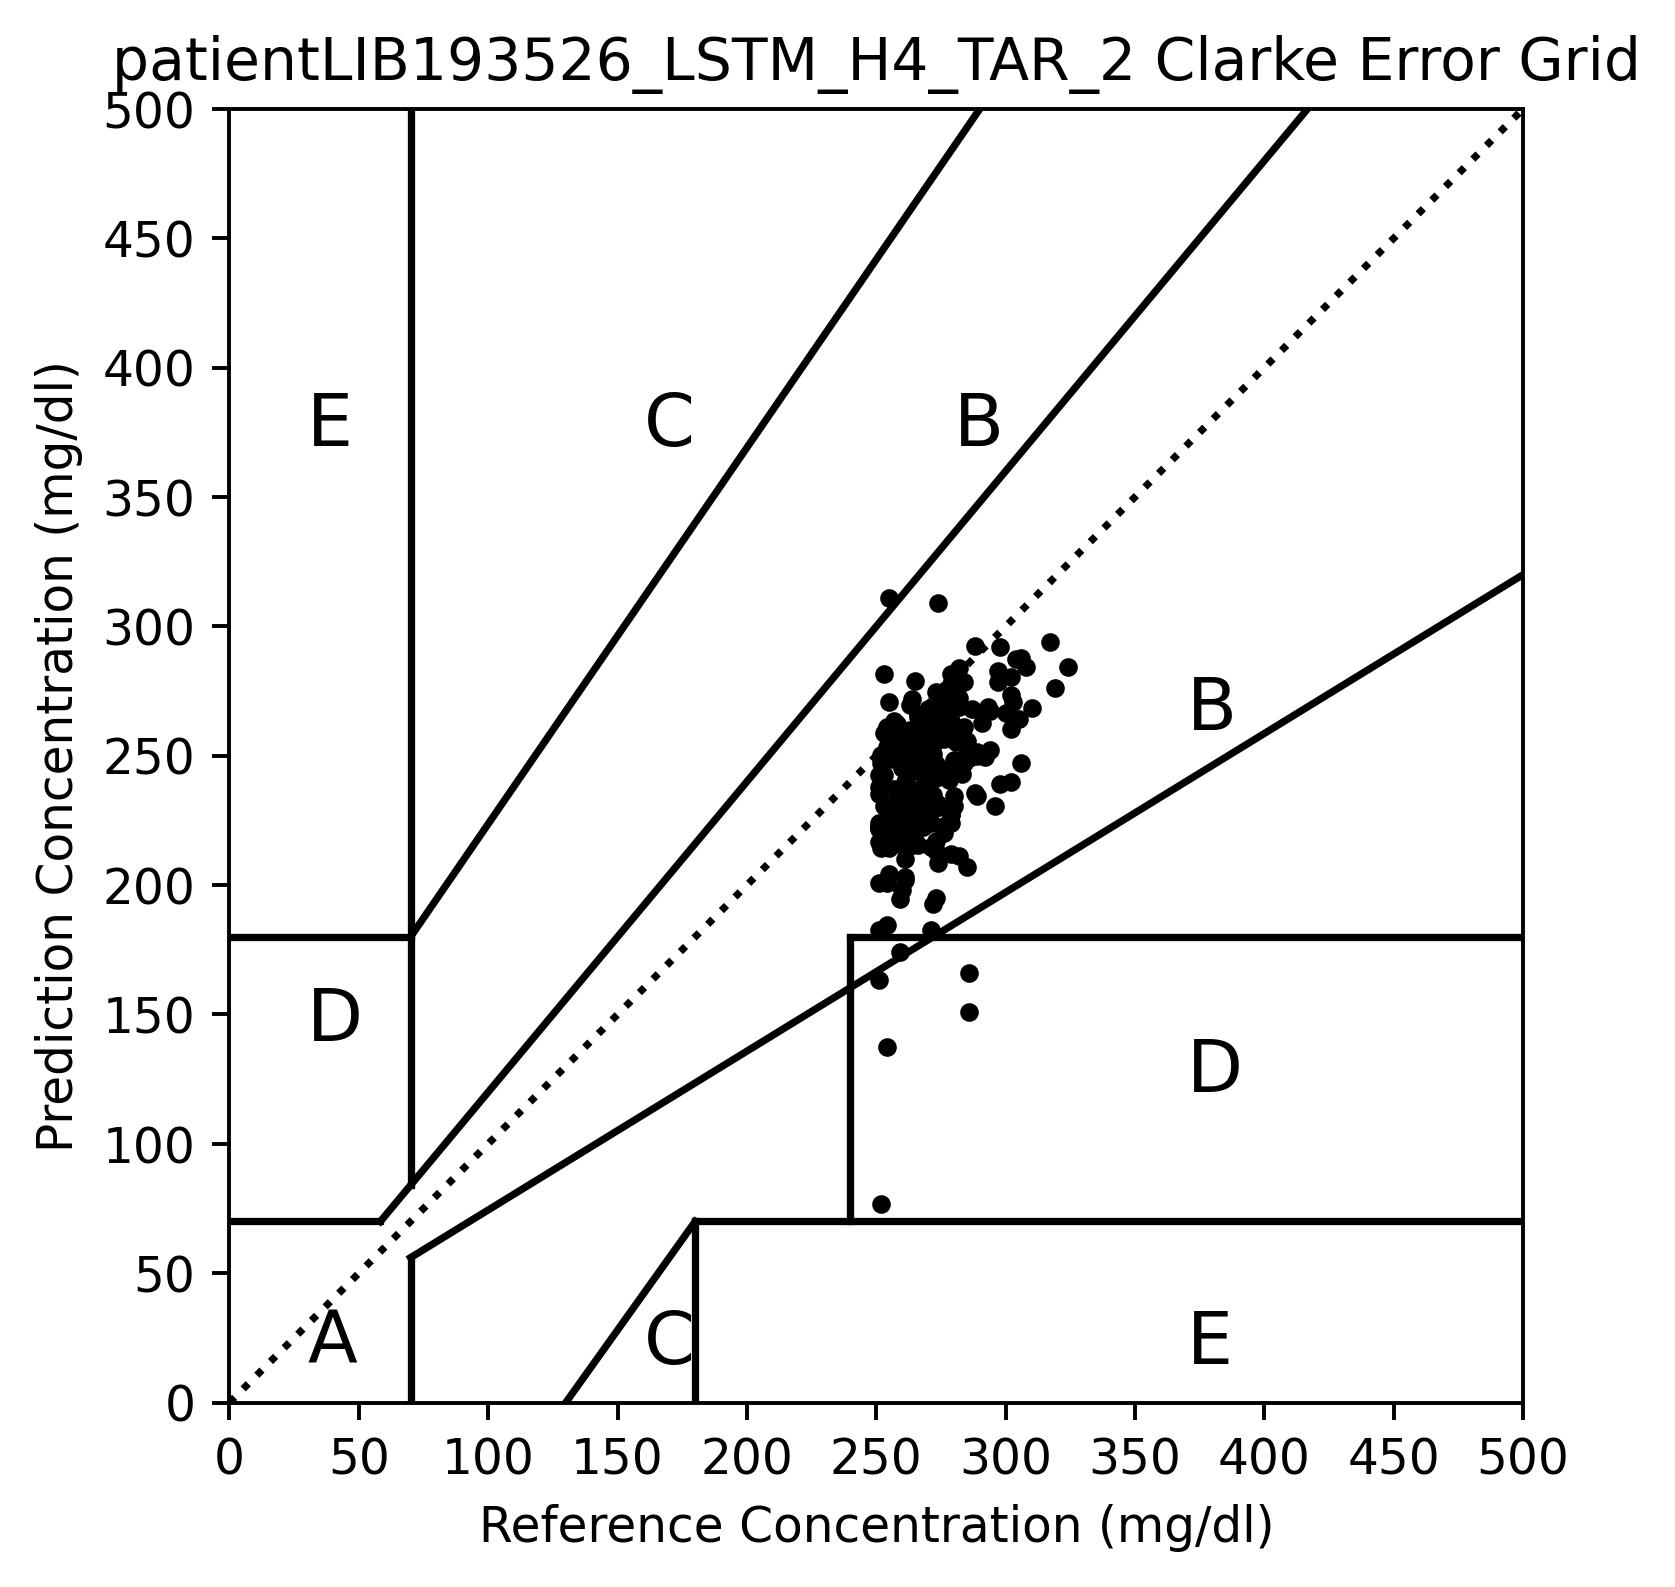 patientLIB193526_LSTM_H4_TAR_2 Clarke Error Grid
500
450
400
350
300
250
200
150
100
50
0
Prediction Concentration (mg/dl)
E
C
B
B
D
D
A
C
E
0 50 100 150 200 250 300 350 400 450 500
Reference Concentration (mg/dl)